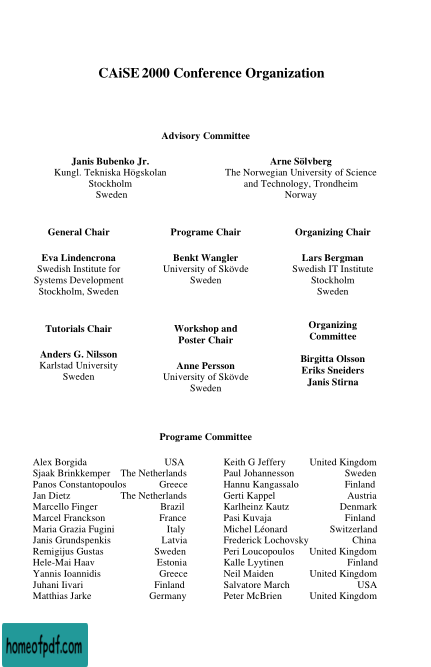 CAiSE 2000 Conference Organization
Advisory Committee
Janis Bubenko Jr.
Kungl. Tekniska Högskolan
Stockholm
Sweden
Arne Sölvberg
The Norwegian University of Science
and Technology, Trondheim
Norway
General Chair
Eva Lindencrona
Swedish Institute for
Systems Development
Stockholm, Sweden
Programe Chair
Benkt Wangler
University of Skövde
Sweden
Organizing Chair
Lars Bergman
Swedish IT Institute
Stockholm
Sweden
Tutorials Chair
Anders G. Nilsson
Karlstad University
Sweden
Workshop and
Poster Chair
Anne Persson
University of Skövde
Sweden
Organizing
Committee
Birgitta Olsson
Eriks Sneiders
Janis Stirna
Programe Committee
Alex Borgida USA
Sjaak Brinkkemper The Netherlands
Panos Constantopoulos Greece
Jan Dietz The Netherlands
Marcello Finger Brazil
Marcel Franckson France
Maria Grazia Fugini Italy
Janis Grundspenkis Latvia
Remigijus Gustas Sweden
Hele-Mai Haav Estonia
Yannis Ioannidis Greece
Juhani Iivari Finland
Matthias Jarke Germany
Keith G Jeffery United Kingdom
Paul Johannesson Sweden
Hannu Kangassalo Finland
Gerti Kappel Austria
Karlheinz Kautz Denmark
Pasi Kuvaja Finland
Michel Léonard Switzerland
Frederick Lochovsky China
Peri Loucopoulos United Kingdom
Kalle Lyytinen Finland
Neil Maiden United Kingdom
Salvatore March USA
Peter McBrien United Kingdom
homeofpdf.com